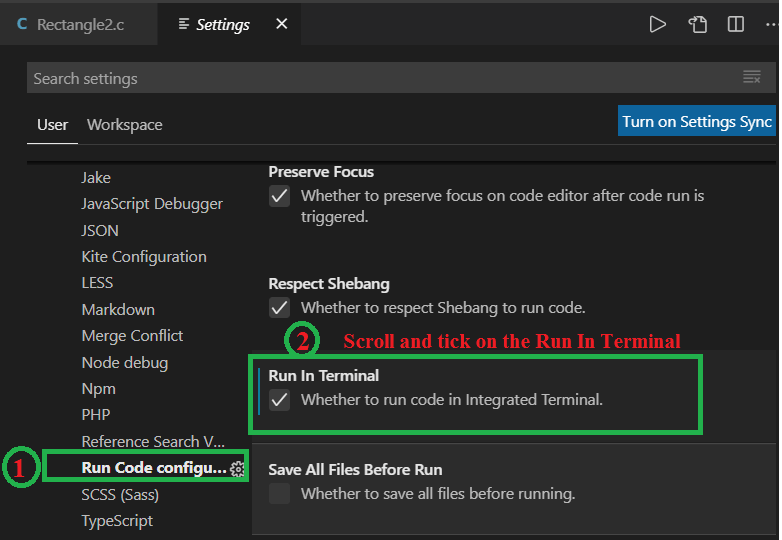 C Rectangle2.c
Settings
Search settings
User Workspace
Turn on Settings Sync
Jake
JavaScript Debugger
JSON
Kite Configuration
LESS
Markdown
Merge Conflict
Node debug
Npm
PHP
Reference Search V...
1 Run Code configu...
SCSS (Sass)
TypeScript
Preserve Focus
Whether to preserve focus on code editor after code run is
triggered.
Respect Shebang
Whether to respect Shebang to run code.
2 Scroll and tick on the Run In Terminal
Run In Terminal
Whether to run code in Integrated Terminal.
Save All Files Before Run
Whether to save all files before running.